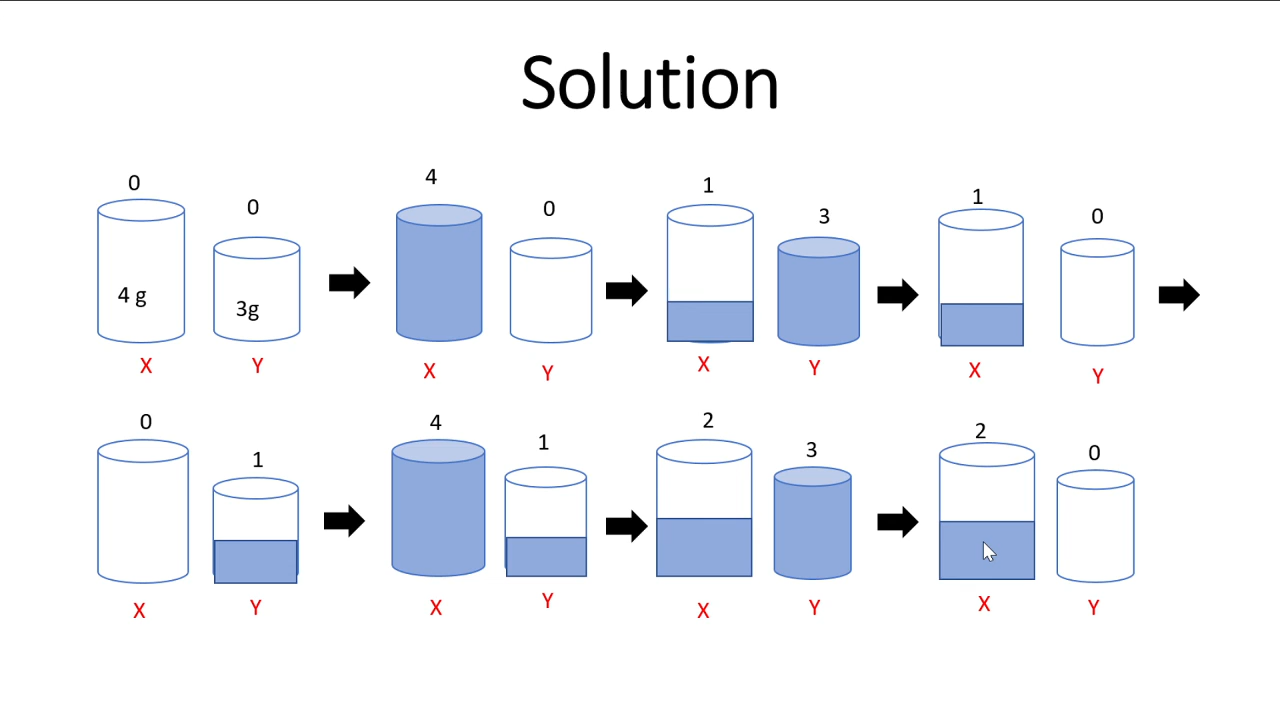 Solution
0 0 4 0 1 3 1 0
4 g 3g
X Y X Y X Y X Y
0 1 4 1 2 3 2 0
X Y X Y X Y X Y